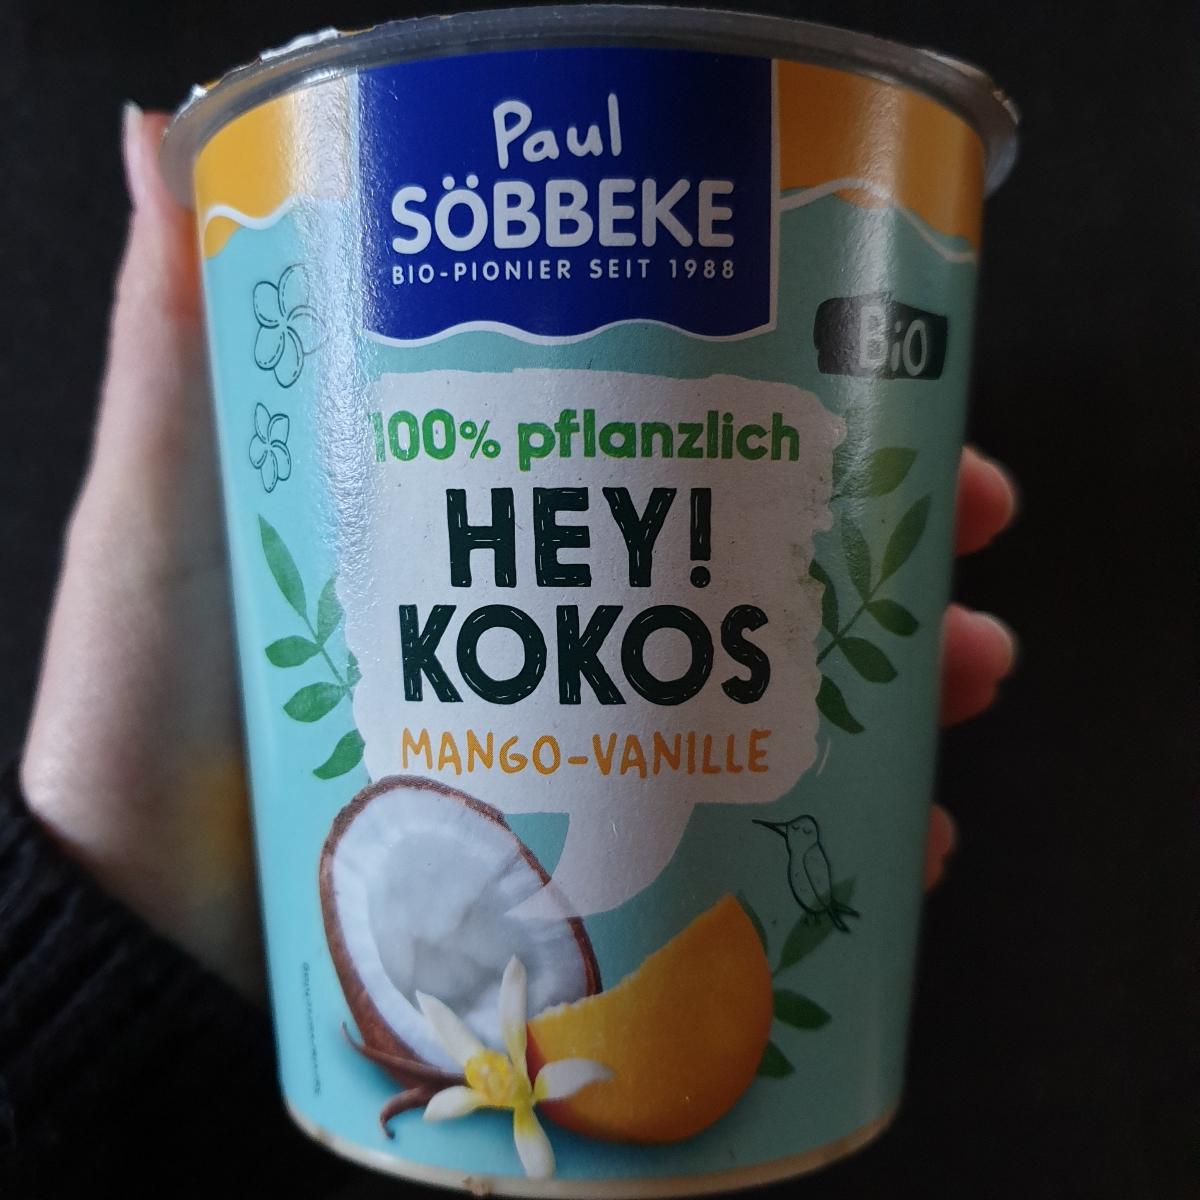 Paul
SÖBBEKE
BIO-PIONIER SEIT 1988
BiO
100% pflanzlich
HEY!
KOKOS
MANGO-VANILLE